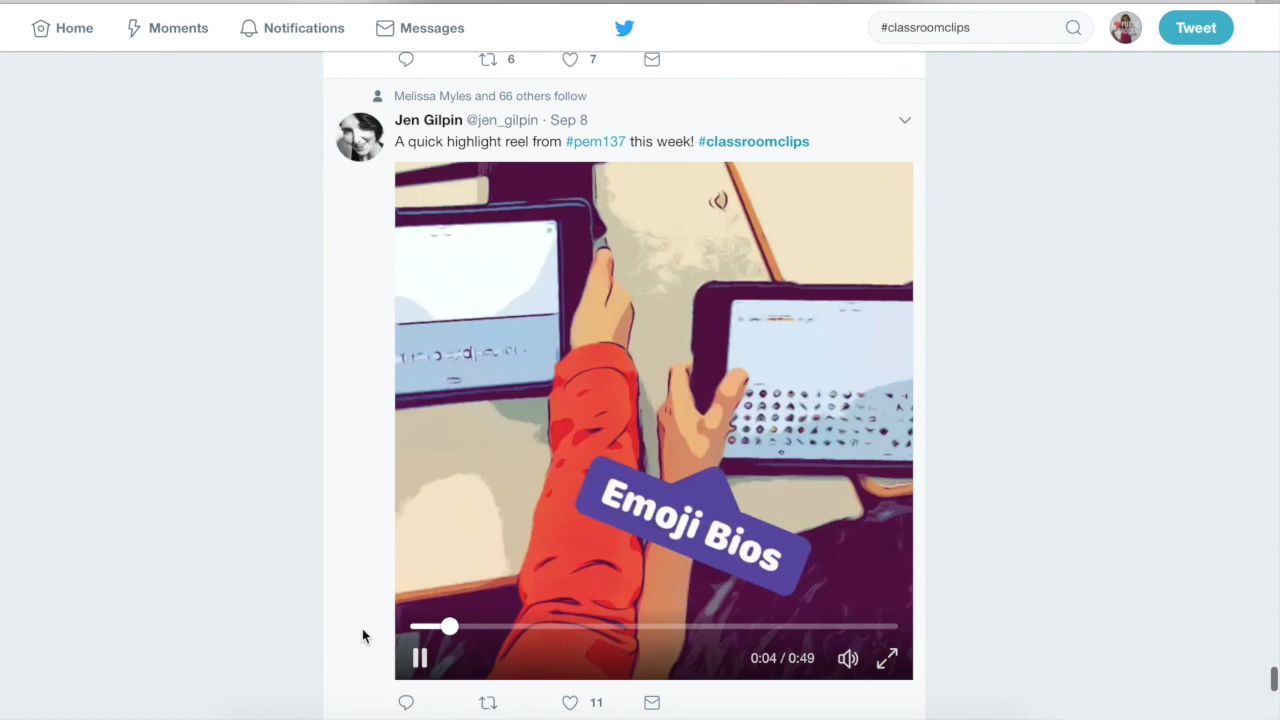 Home Moments Notifications Messages #classroomclips Tweet
6 7
Melissa Myles and 66 others follow
Jen Gilpin @jen_gilpin · Sep 8
A quick highlight reel from #pem137 this week! #classroomclips
Emoji Bios
0:04 / 0:49
11